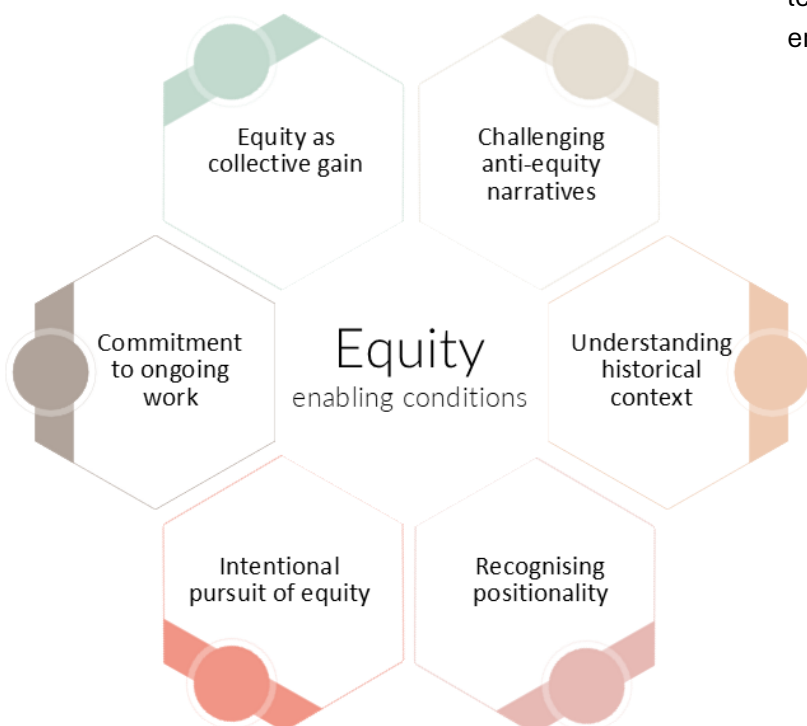 Equity as
collective gain
Challenging
anti-equity
narratives
Commitment
to ongoing
work
Equity
enabling conditions
Understanding
historical
context
Intentional
pursuit of equity
Recognising
positionality